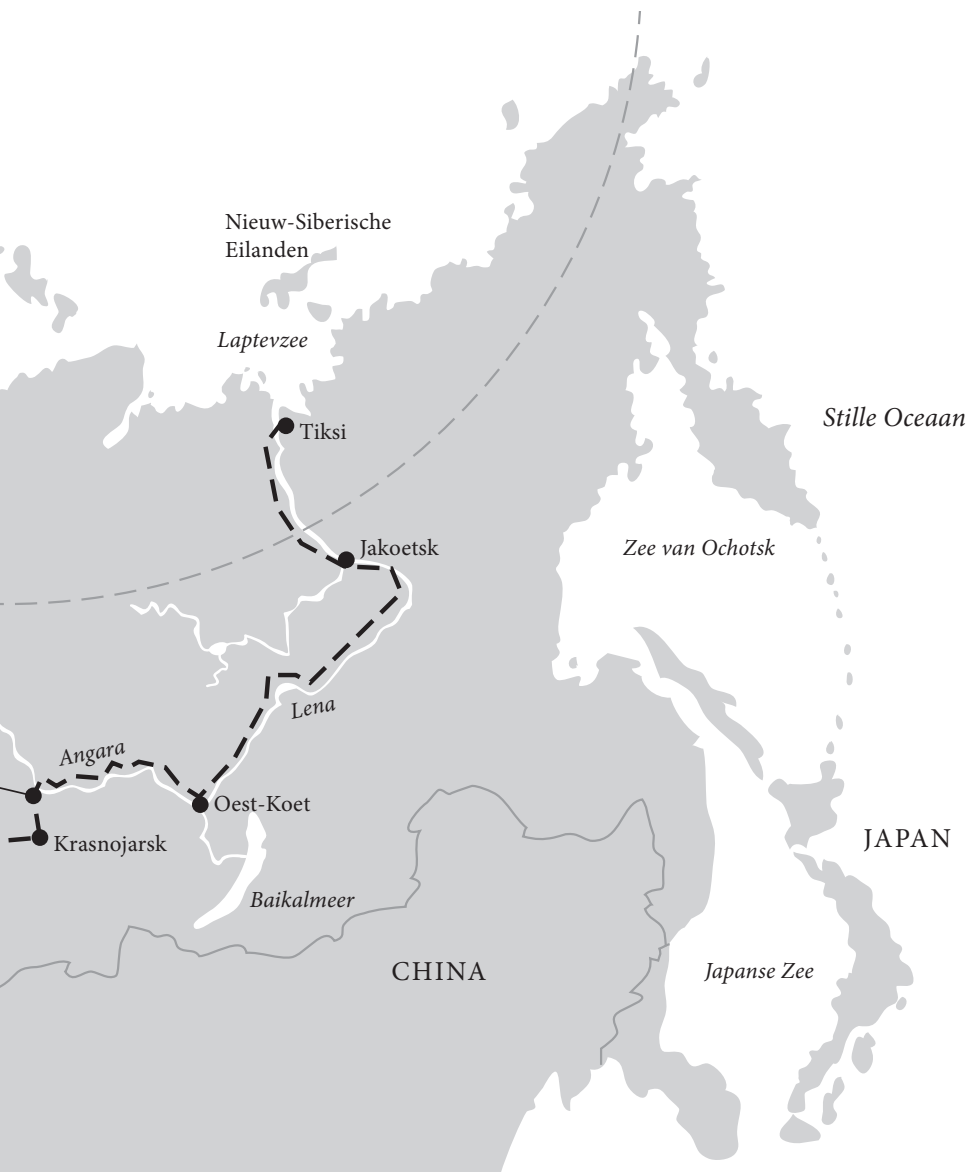 Nieuw-Siberische
Eilanden
Laptevzee
Stille Oceaan
Tiksi
Jakoetsk
Zee van Ochotsk
Lena
Angara
Oest-Koet
Krasnojarsk
JAPAN
Baikalmeer
CHINA
Japanse Zee